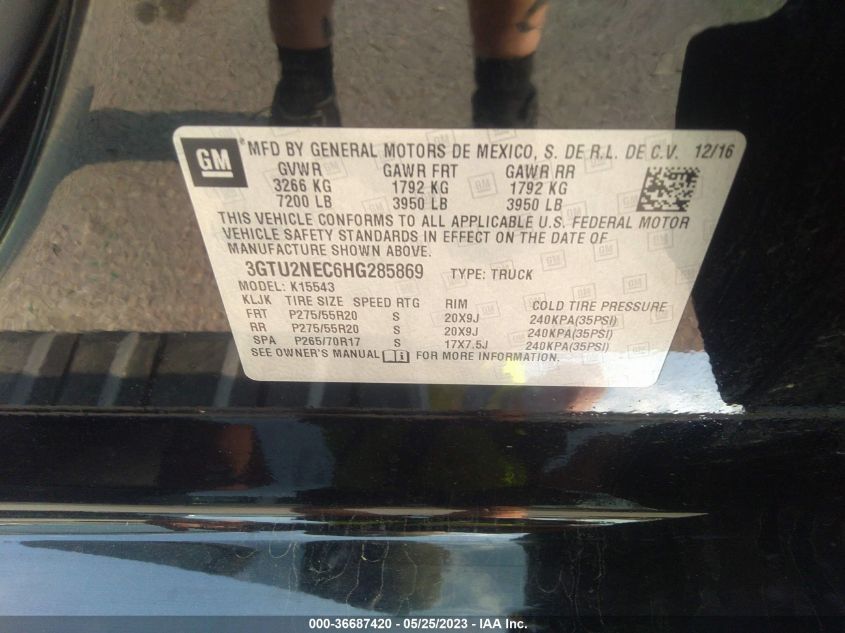 GM ® MFD BY GENERAL MOTORS DE MEXICO, S. DE R.L. DE C.V. 12/16
GVWR GAWR FRT GAWR RR
3266 KG 1792 KG 1792 KG
7200 LB 3950 LB 3950 LB
THIS VEHICLE CONFORMS TO ALL APPLICABLE U.S. FEDERAL MOTOR
VEHICLE SAFETY STANDARDS IN EFFECT ON THE DATE OF
MANUFACTURE SHOWN ABOVE.
3GTU2NEC6HG285869 TYPE: TRUCK
MODEL: K15543
KLJK TIRE SIZE SPEED RTG RIM COLD TIRE PRESSURE
FRT P275/55R20 S 20X9J 240KPA(35PSI)
RR P275/55R20 S 20X9J 240KPA(35PSI)
SPA P265/70R17 S 17X7.5J 240KPA(35PSI)
SEE OWNER'S MANUAL FOR MORE INFORMATION.
000-36687420 - 05/25/2023 - IAA Inc.